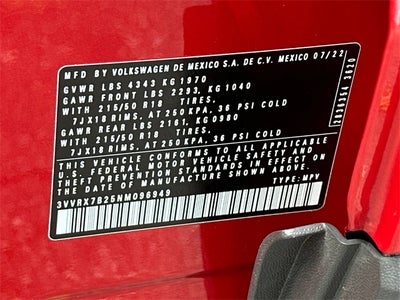 MFD BY VOLKSWAGEN DE MEXICO S.A. DE C.V. MEXICO 07/22
GVWR LBS 4343 KG1970
GAWR FRONT LBS 2293, KG1040
WITH 215/50 R18 TIRES,
7JX18 RIMS, AT 250 KPA, 36 PSI COLD
GAWR REAR LBS 2161, KG0980
WITH 215/50 R18 TIRES,
7JX18 RIMS, AT 250 KPA, 36 PSI COLD
THIS VEHICLE CONFORMS TO ALL APPLICABLE
U.S. FEDERAL MOTOR VEHICLE SAFETY AND
THEFT PREVENTION STANDARDS IN EFFECT ON
THE DATE OF MANUFACTURE SHOWN ABOVE
3VVRX7B25NM096949 TYPE: MPV